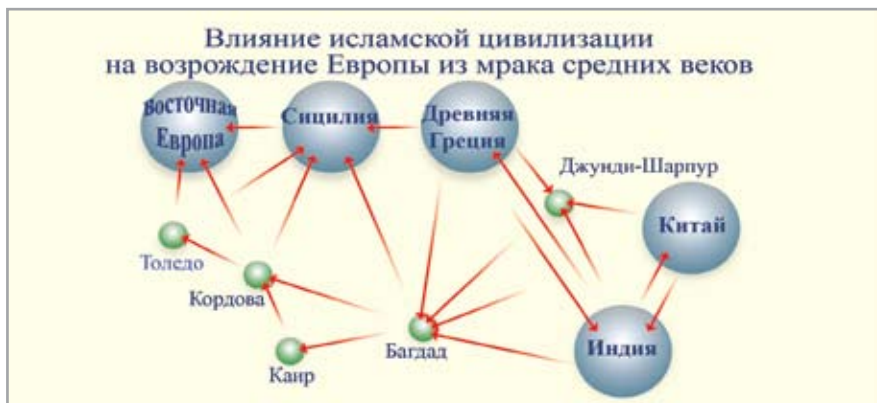 Влияние исламской цивилизации
на возрождение Европы из мрака средних веков
Восточная
Европа
Сицилия
Древняя
Греция
Джунди-Шарпур
Китай
Толедо
Кордова
Каир
Багдад
Индия